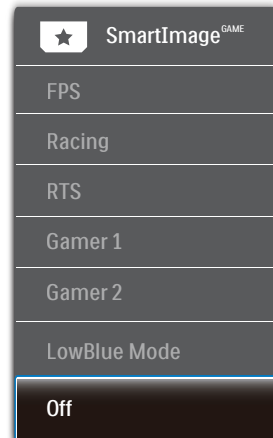 SmartImage GAME
FPS
Racing
RTS
Gamer 1
Gamer 2
LowBlue Mode
Off